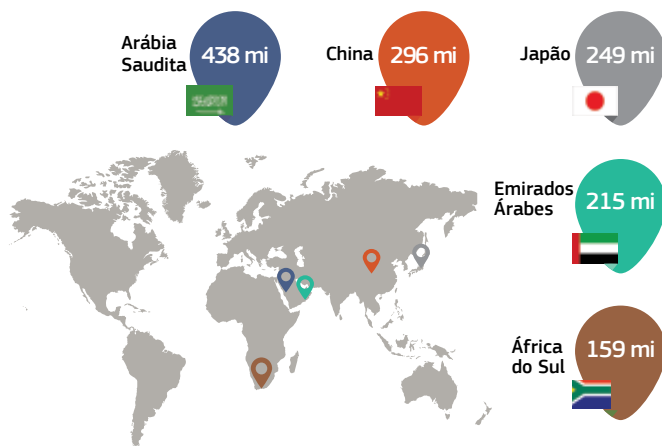 Arábia
Saudita
438 mi
China
296 mi
Japão
249 mi
Emirados
Árabes
215 mi
África
do Sul
159 mi